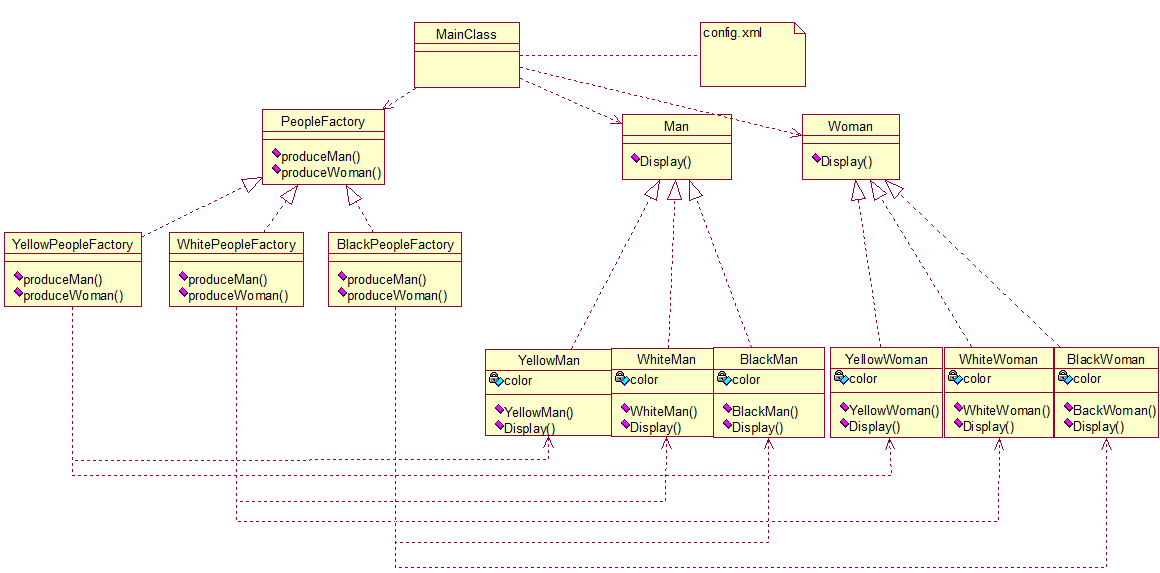 MainClass
config.xml
PeopleFactory
produceMan()
produceWoman()
Man
Display()
Woman
Display()
YellowPeopleFactory
produceMan()
produceWoman()
WhitePeopleFactory
produceMan()
produceWoman()
BlackPeopleFactory
produceMan()
produceWoman()
YellowMan
color
YellowMan()
Display()
WhiteMan
color
WhiteMan()
Display()
BlackMan
color
BlackMan()
Display()
YellowWoman
color
YellowWoman()
Display()
WhiteWoman
color
WhiteWoman()
Display()
BlackWoman
color
BackWoman()
Display()